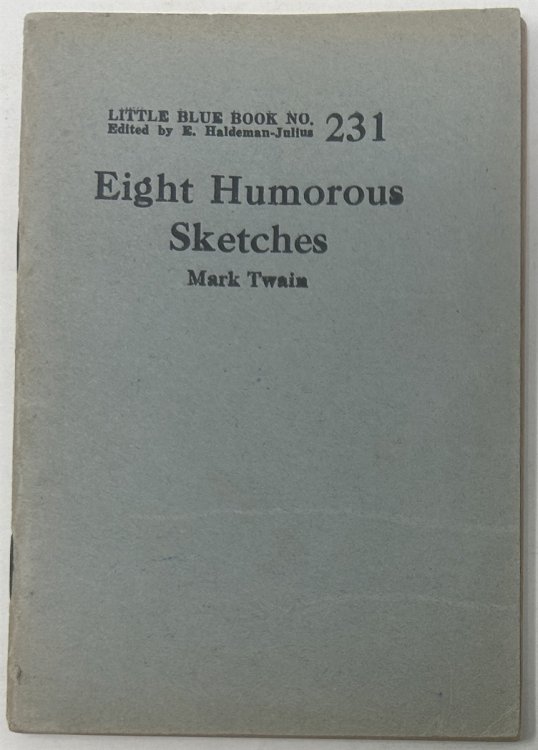 LITTLE BLUE BOOK NO. 231
Edited by E. Haldeman-Julius
Eight Humorous
Sketches
Mark Twain